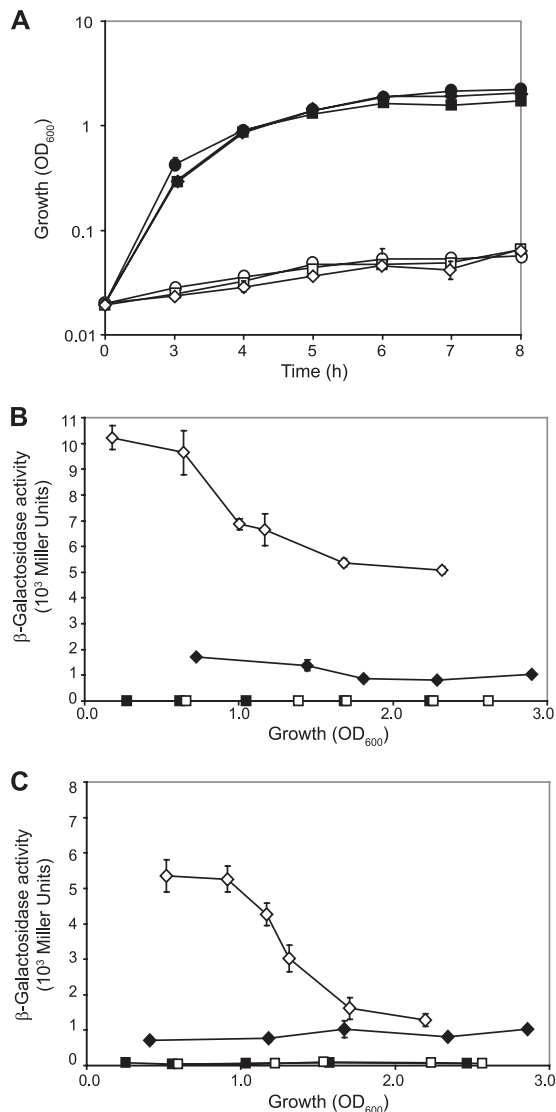 A
10
1
0.1
0.01
Growth (OD600)
0 3 4 5 6 7 8
Time (h)
B
11
10
9
8
7
6
5
4
3
2
1
0
β-Galactosidase activity
(10³ Miller Units)
0.0 1.0 2.0 3.0
Growth (OD600)
C
8
7
6
5
4
3
2
1
0
β-Galactosidase activity
(10³ Miller Units)
0.0 1.0 2.0 3.0
Growth (OD600)